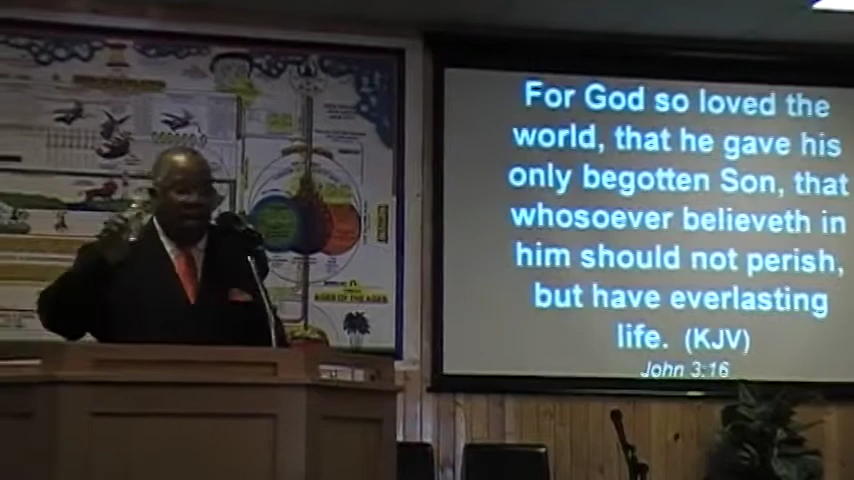 AGES OF THE AGES
For God so loved the
world, that he gave his
only begotten Son, that
whosoever believeth in
him should not perish,
but have everlasting
life. (KJV)
John 3:16